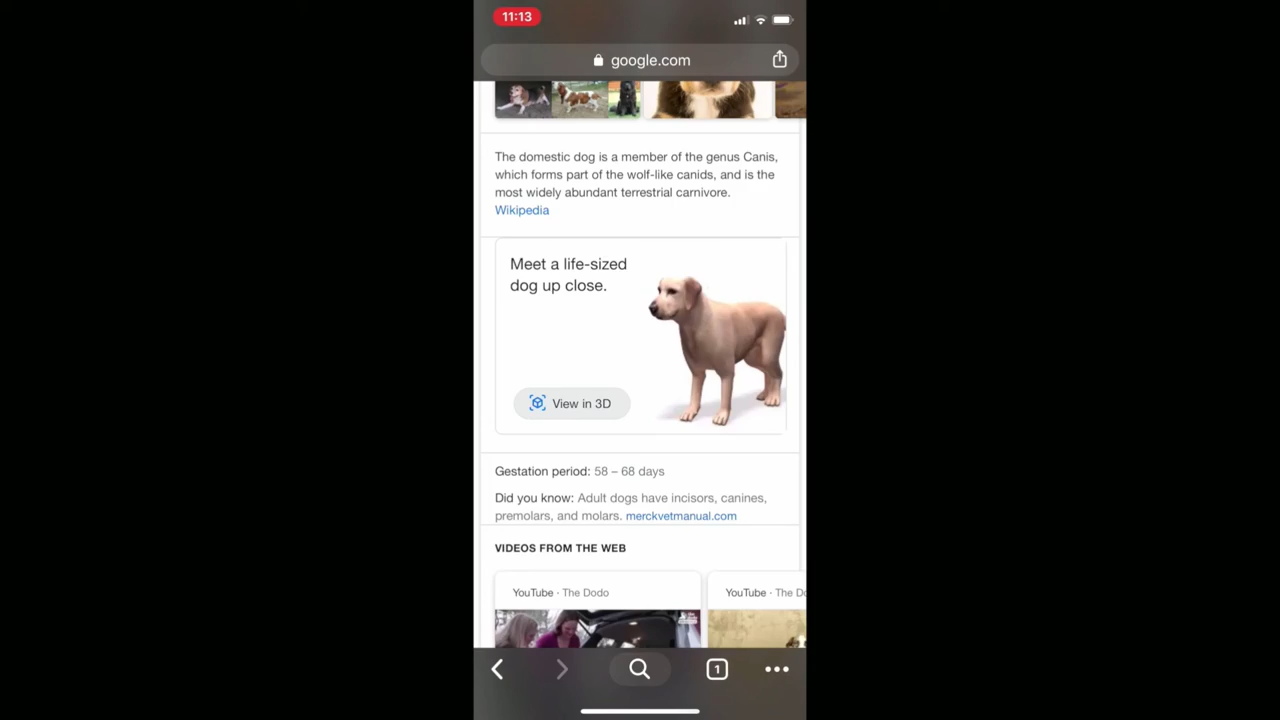 11:13
google.com
The domestic dog is a member of the genus Canis,
which forms part of the wolf-like canids, and is the
most widely abundant terrestrial carnivore.
Wikipedia
Meet a life-sized
dog up close.
View in 3D
Gestation period: 58 – 68 days
Did you know: Adult dogs have incisors, canines,
premolars, and molars. merckvetmanual.com
VIDEOS FROM THE WEB
YouTube · The Dodo
YouTube · The Do
1